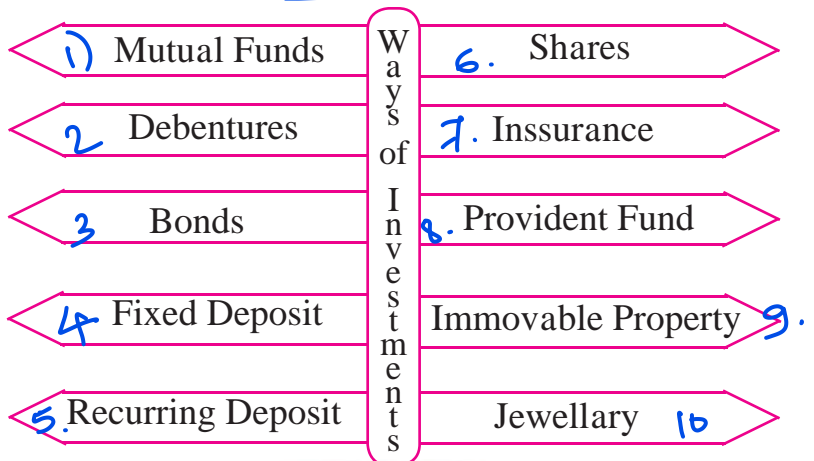 Ways of Investments
1) Mutual Funds
2 Debentures
3 Bonds
4 Fixed Deposit
5. Recurring Deposit
6. Shares
7. Inssurance
8. Provident Fund
Immovable Property 9.
Jewellary 10